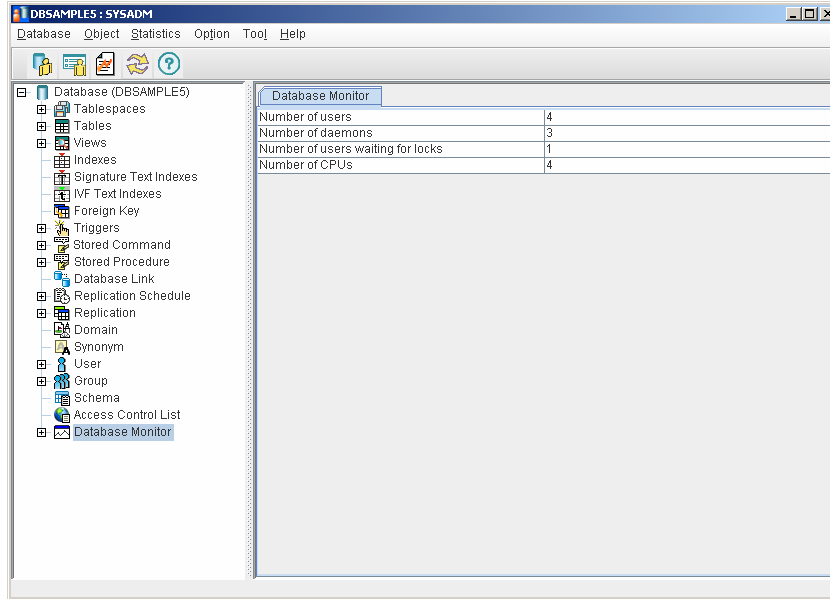 DBSAMPLE5 : SYSADM
Database Object Statistics Option Tool Help
Database (DBSAMPLE5)
Tablespaces
Tables
Views
Indexes
Signature Text Indexes
IVF Text Indexes
Foreign Key
Triggers
Stored Command
Stored Procedure
Database Link
Replication Schedule
Replication
Domain
Synonym
User
Group
Schema
Access Control List
Database Monitor
Database Monitor
Number of users 4
Number of daemons 3
Number of users waiting for locks 1
Number of CPUs 4